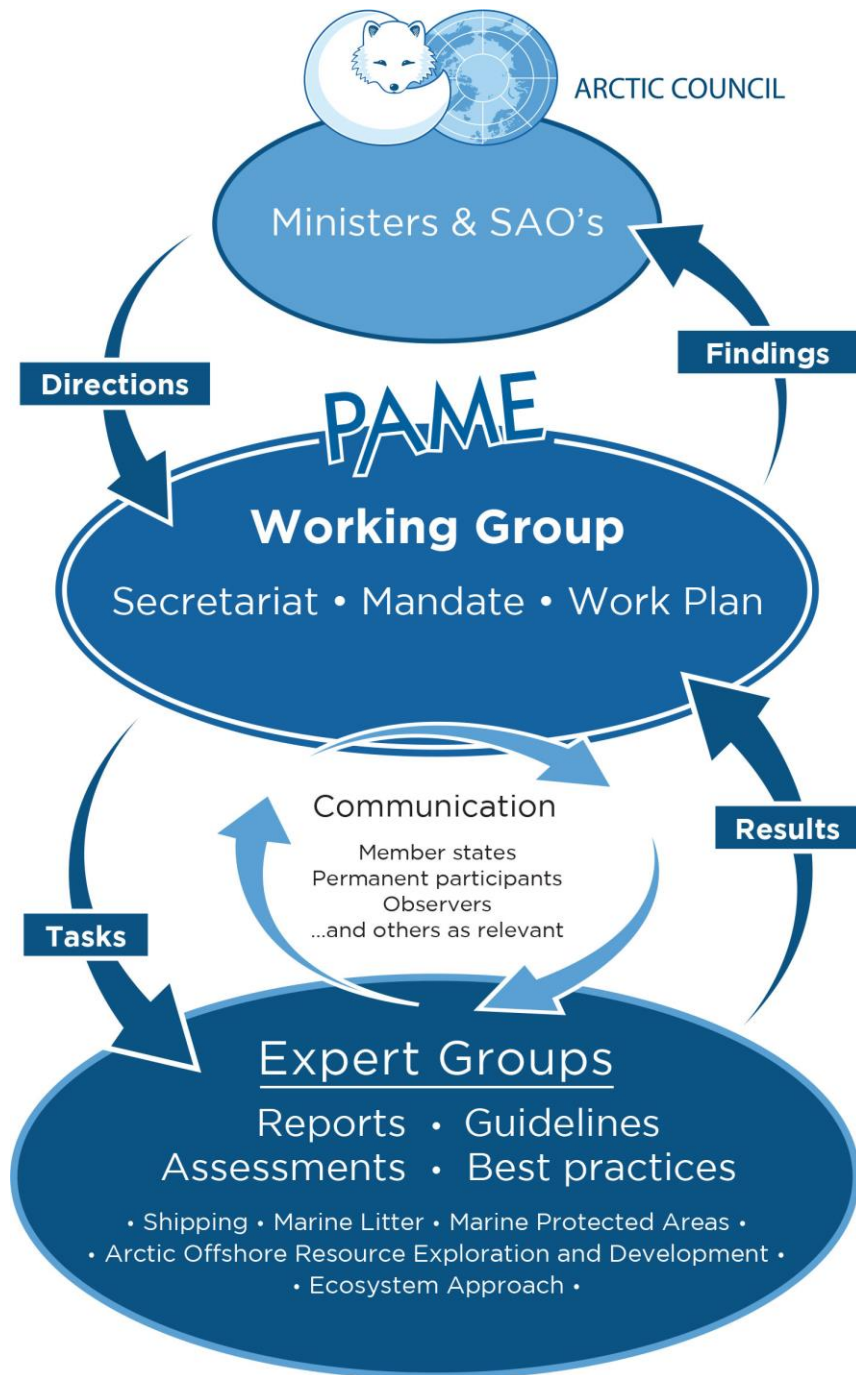 ARCTIC COUNCIL
Ministers & SAO's
Directions
Findings
PAME
Working Group
Secretariat • Mandate • Work Plan
Communication
Member states
Permanent participants
Observers
...and others as relevant
Results
Tasks
Expert Groups
Reports • Guidelines
Assessments • Best practices
• Shipping • Marine Litter • Marine Protected Areas •
• Arctic Offshore Resource Exploration and Development •
• Ecosystem Approach •